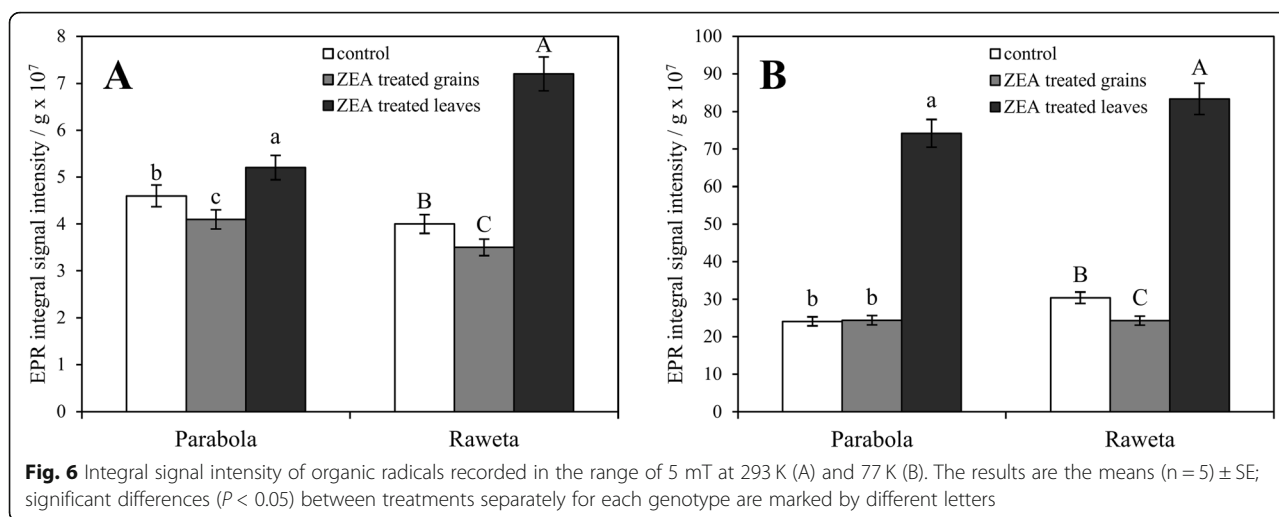 A
EPR integral signal intensity / g x 10⁷
8
7
6
5
4
3
2
1
0
control
ZEA treated grains
ZEA treated leaves
b
c
a
B
C
A
Parabola
Raweta
B
EPR integral signal intensity / g x 10⁷
100
90
80
70
60
50
40
30
20
10
0
control
ZEA treated grains
ZEA treated leaves
b
b
a
B
C
A
Parabola
Raweta
Fig. 6 Integral signal intensity of organic radicals recorded in the range of 5 mT at 293 K (A) and 77 K (B). The results are the means (n = 5) ± SE;
significant differences (P < 0.05) between treatments separately for each genotype are marked by different letters